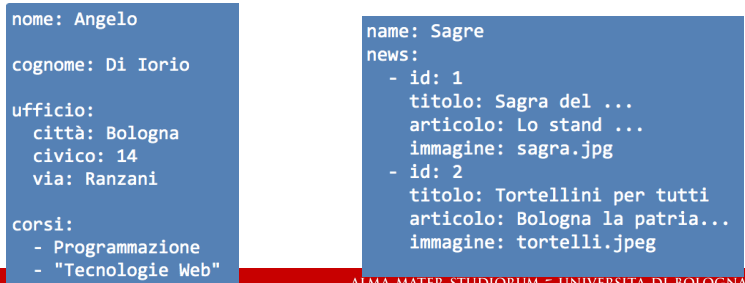 nome: Angelo
cognome: Di Iorio
ufficio:
  città: Bologna
  civico: 14
  via: Ranzani
corsi:
  - Programmazione
  - "Tecnologie Web"
name: Sagre
news:
  - id: 1
    titolo: Sagra del ...
    articolo: Lo stand ...
    immagine: sagra.jpg
  - id: 2
    titolo: Tortellini per tutti
    articolo: Bologna la patria...
    immagine: tortelli.jpeg
ALMA MATER STUDIORUM ~ UNIVERSITA DI BOLOGNA